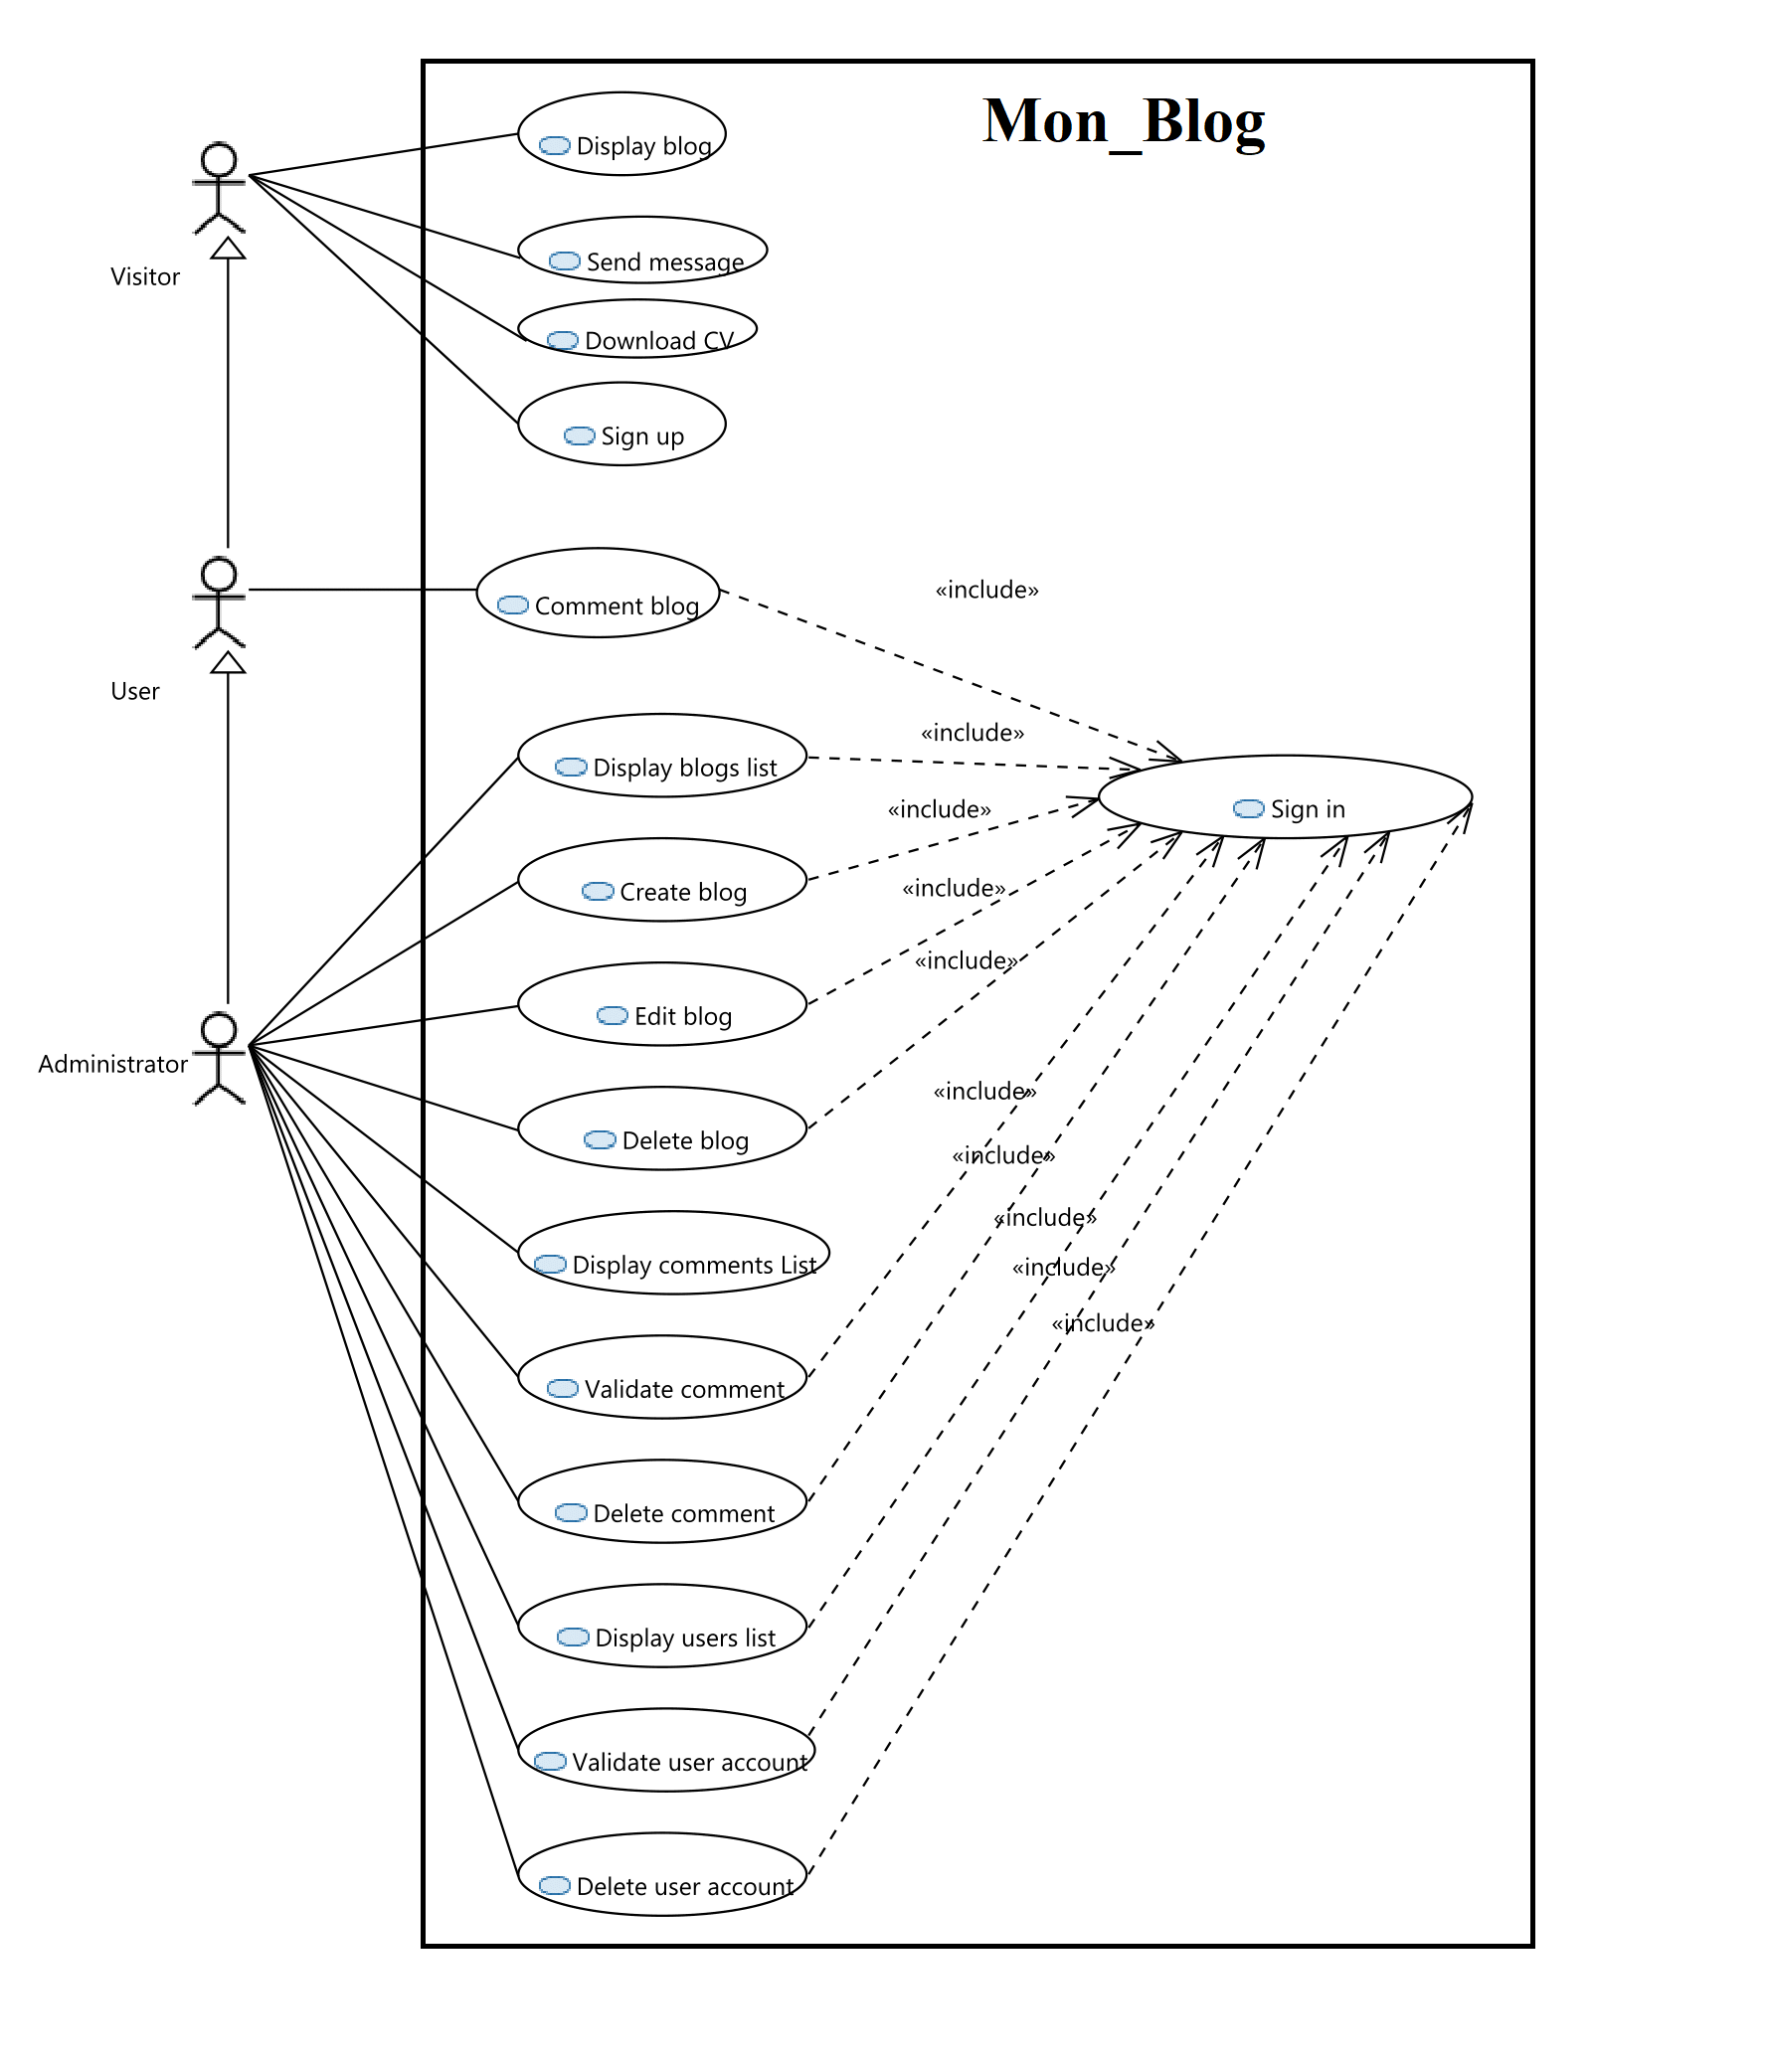 Mon_Blog
Display blog
Send message
Visitor
Download CV
Sign up
«include»
Comment blog
User
«include»
Display blogs list
«include»
Sign in
«include»
Create blog
«include»
Edit blog
Administrator
«include»
Delete blog
«include»
«include»
Display comments List
«include»
«include»
Validate comment
Delete comment
Display users list
Validate user account
Delete user account